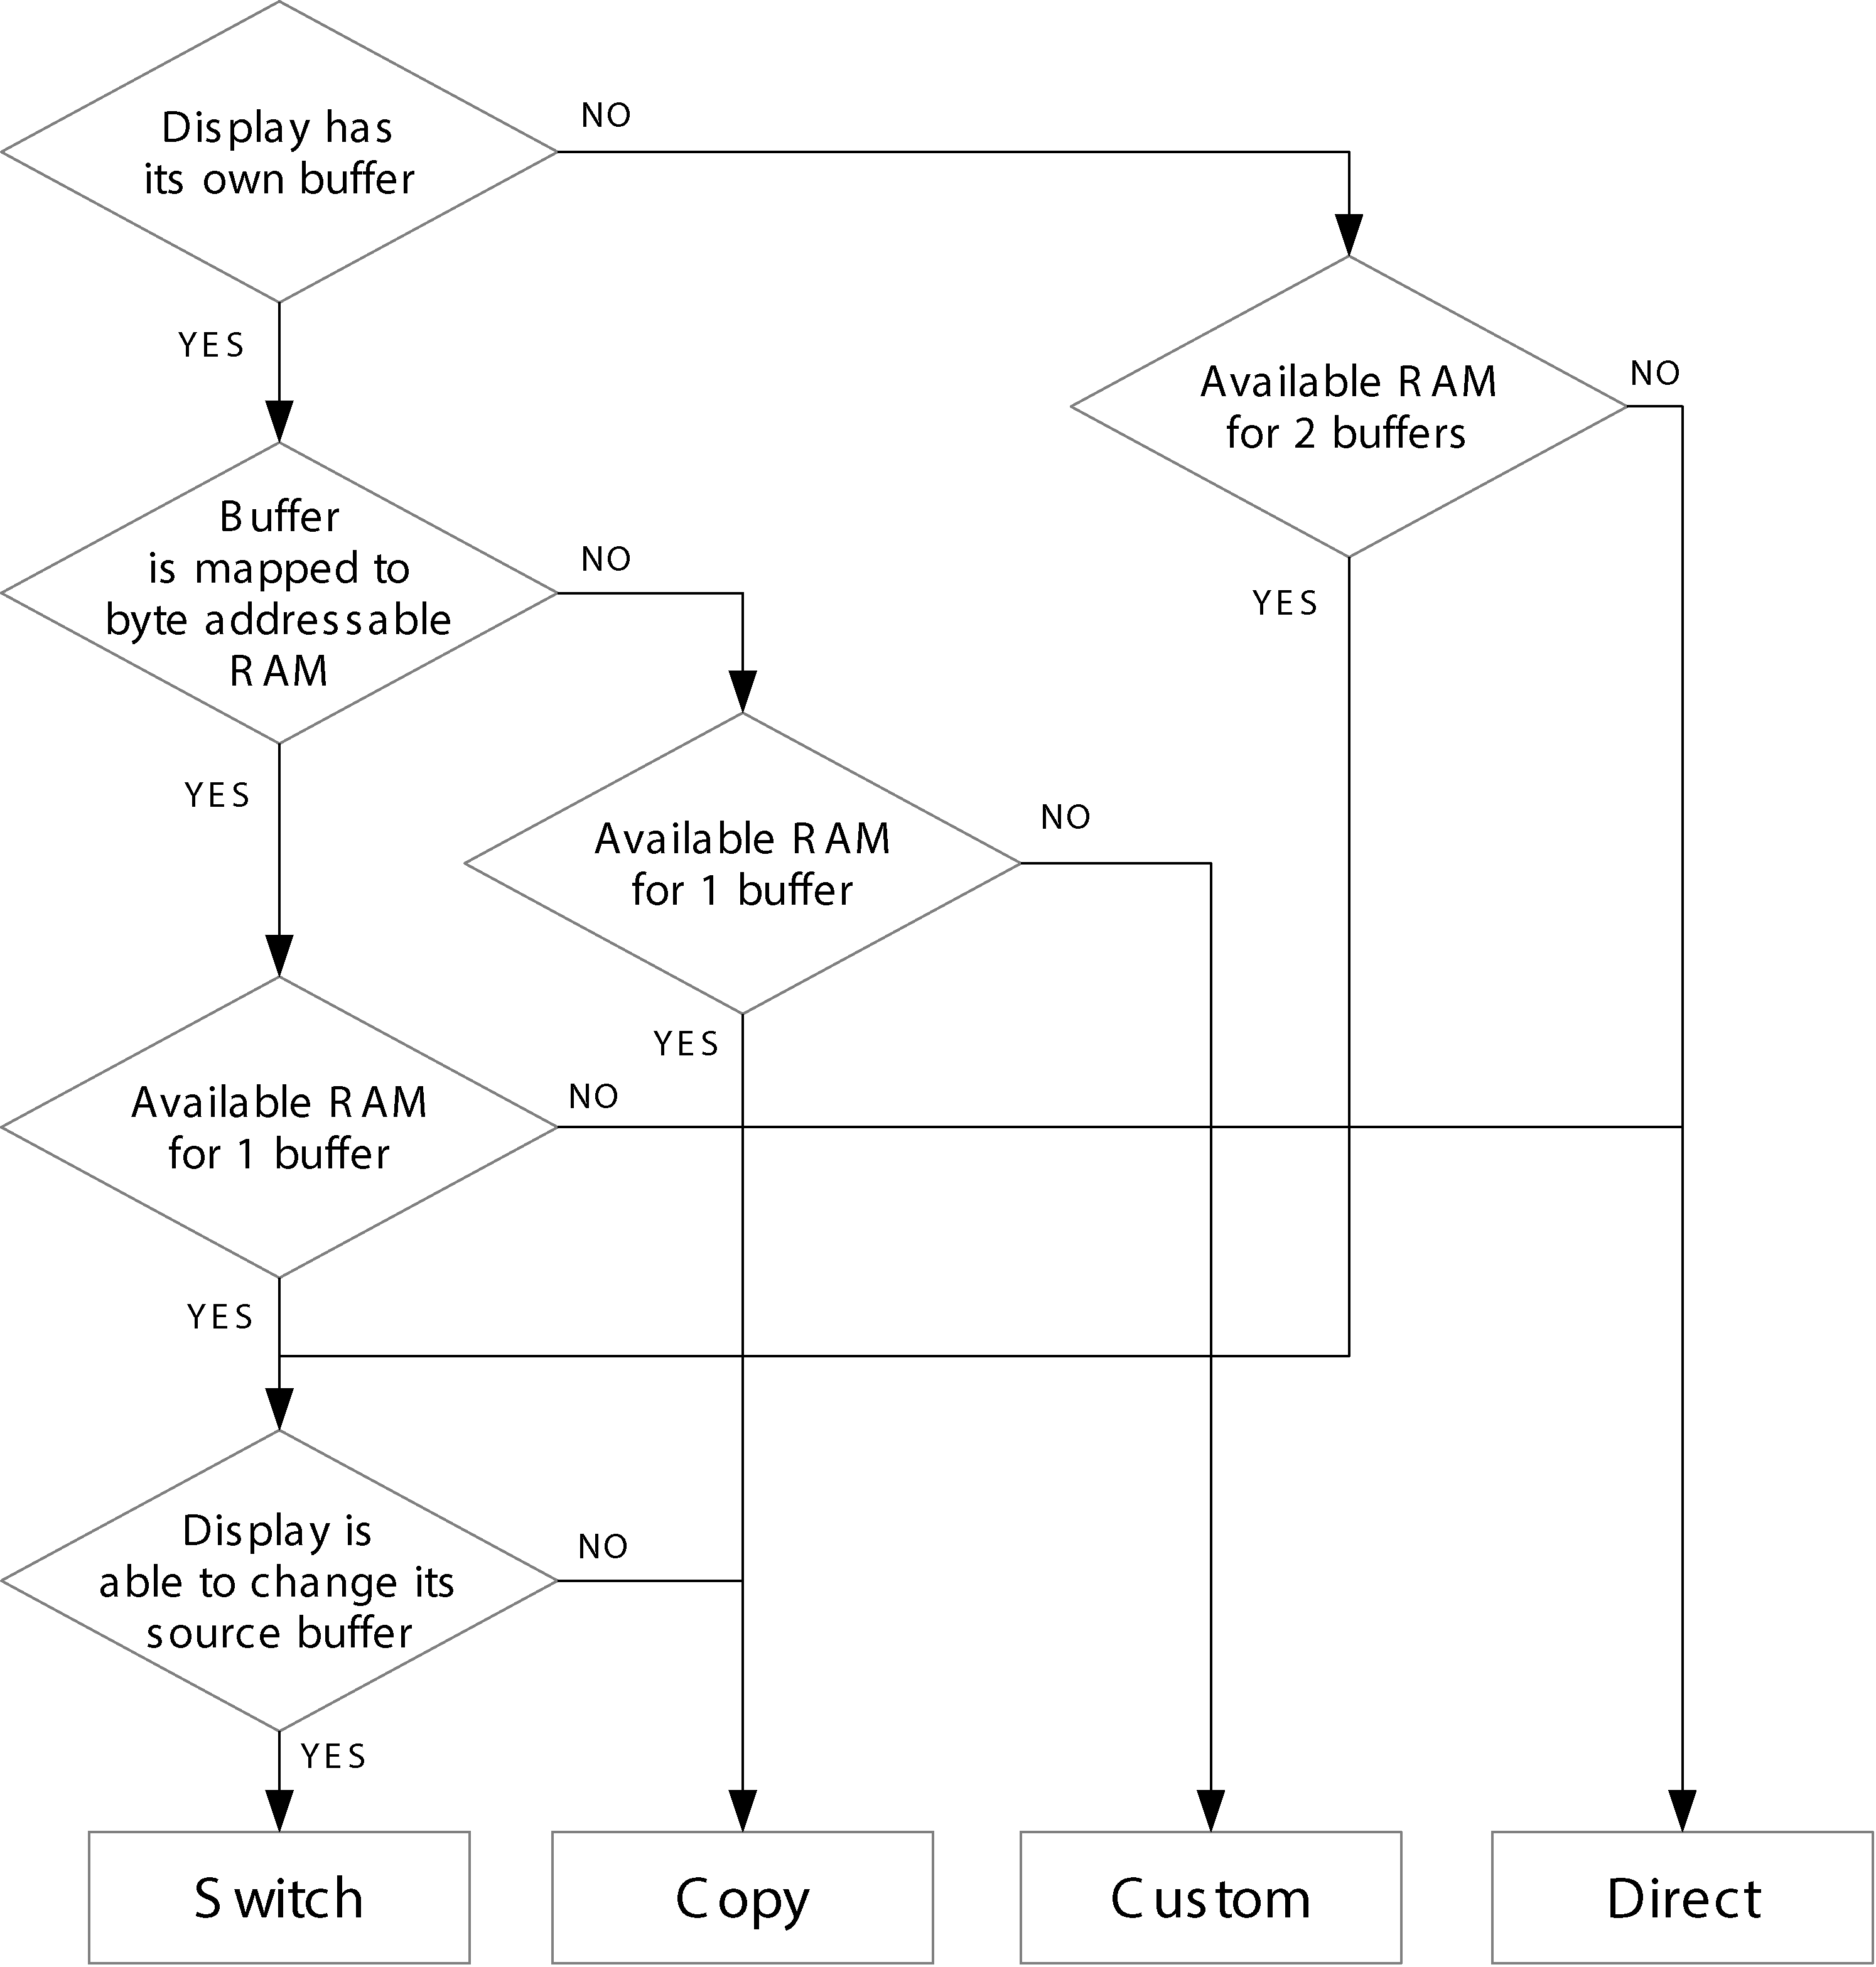 Display has
its own buffer
NO
YES
Available RAM
for 2 buffers
NO
YES
Buffer
is mapped to
byte addressable
RAM
NO
YES
Available RAM
for 1 buffer
NO
YES
Available RAM
for 1 buffer
NO
YES
Display is
able to change its
source buffer
NO
YES
Switch
Copy
Custom
Direct